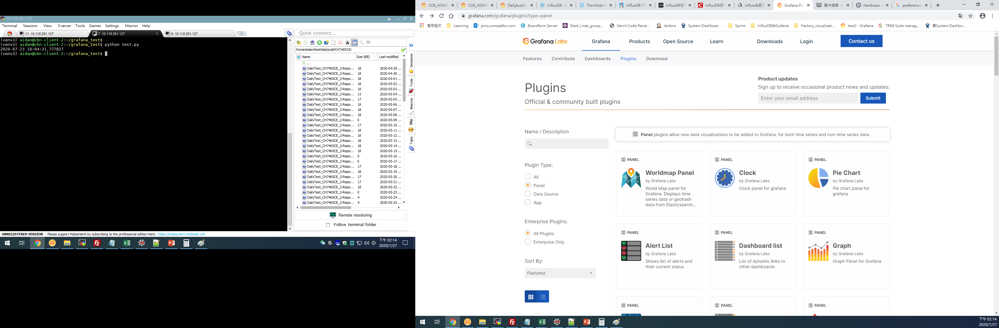 10.118.251.127
Terminal Sessions View X server Tools Games Settings Macros Help
11. 10.118.251.127
7. 10.118.251.127
6. 10.118.251.127
(venv3) aidan@cbn-client-2:~/grafana_test$
(venv3) aidan@cbn-client-2:~/grafana_test$ python test.py
2020-07-23 18:04:31.777827
(venv3) aidan@cbn-client-2:~/grafana_test$
Quick connect...
/home/aidan/test/dailybuild/CH7465CE/
Name Size (KB) Last modified
..
DailyTest_CH7465CE_2-Repo... 18 2020-04-29 ...
DailyTest_CH7465CE_2-Repo... 18 2020-04-30 ...
DailyTest_CH7465CE_2-Repo... 18 2020-05-01 ...
DailyTest_CH7465CE_2-Repo... 18 2020-05-02 ...
DailyTest_CH7465CE_2-Repo... 18 2020-05-03 ...
DailyTest_CH7465CE_2-Repo... 13 2020-05-04 ...
DailyTest_CH7465CE_2-Repo... 17 2020-05-05 ...
DailyTest_CH7465CE_2-Repo... 18 2020-05-06 ...
DailyTest_CH7465CE_2-Repo... 18 2020-05-07 ...
DailyTest_CH7465CE_2-Repo... 18 2020-05-08 ...
DailyTest_CH7465CE_2-Repo... 0 2020-05-09 ...
DailyTest_CH7465CE_2-Repo... 17 2020-05-10 ...
DailyTest_CH7465CE_2-Repo... 18 2020-05-11 ...
DailyTest_CH7465CE_2-Repo... 18 2020-05-12 ...
DailyTest_CH7465CE_2-Repo... 18 2020-05-13 ...
DailyTest_CH7465CE_2-Repo... 18 2020-05-14 ...
DailyTest_CH7465CE_2-Repo... 18 2020-05-15 ...
DailyTest_CH7465CE_2-Repo... 0 2020-05-16 ...
DailyTest_CH7465CE_2-Repo... 0 2020-05-17 ...
DailyTest_CH7465CE_2-Repo... 17 2020-05-18 ...
DailyTest_CH7465CE_2-Repo... 18 2020-05-19 ...
DailyTest_CH7465CE_2-Repo... 17 2020-05-20 ...
DailyTest_CH7465CE_2-Repo... 17 2020-05-21 ...
DailyTest_CH7465CE_2-Repo... 18 2020-05-22 ...
DailyTest_CH7465CE_2-Repo... 0 2020-05-23 ...
DailyTest_CH7465CE_2-Repo... 4 2020-05-24 ...
DailyTest_CH7465CE_2-Repo... 4 2020-05-25 ...
Remote monitoring
Follow terminal folder
Sessions
Tools
Macros
Sftp
Tabs
UNREGISTERED VERSION - Please support MobaXterm by subscribing to the professional edition here: https://mobaxterm.mobatek.net
下午 02:14
2020/7/27
CDE_HOME CDE_HOME Dailybuild InfluxDB - A The Most F InfluxDB 內 InfluxDB使 InfluxDB使 Influxdb配 Grafana Plu 硬件指南 - In Hardware s preference
grafana.com/grafana/plugins?type=panel
應用程式 Learning pmo.compalbn.com Boardfarm Server Slack | mat_group... Gerrit Code Revie... Jenkins System Dashboar... Sprint InfluxDB&Grafana Factory_visualizati... test2 - Grafana TR69 Suite manag... 舊System Dashbo...
Grafana Labs Grafana Products Open Source Learn Downloads Login Contact us
Features Contribute Dashboards Plugins Download
Plugins
Official & community built plugins
Product updates
Sign up to receive occasional product news and updates:
Enter your email address Submit
Name / Description
Plugin Type:
All
Panel
Data Source
App
Enterprise Plugins:
All Plugins
Enterprise Only
Sort By:
Featured
Panel plugins allow new data vizualizations to be added to Grafana, for both time series and non-time series data.
PANEL
Worldmap Panel
by Grafana Labs
World Map panel for
Grafana. Displays time
series data or geohash
data from Elasticsearch...
PANEL
Clock
by Grafana Labs
Clock panel for grafana
PANEL
Pie Chart
by Grafana Labs
Pie chart panel for
grafana
PANEL
Alert List
by Grafana Labs
Shows list of alerts and
their current status
PANEL
Dashboard list
by Grafana Labs
List of dynamic links to
other dashboards
PANEL
Graph
by Grafana Labs
Graph Panel for Grafana
PANEL
PANEL
PANEL
下午 02:14
2020/7/27